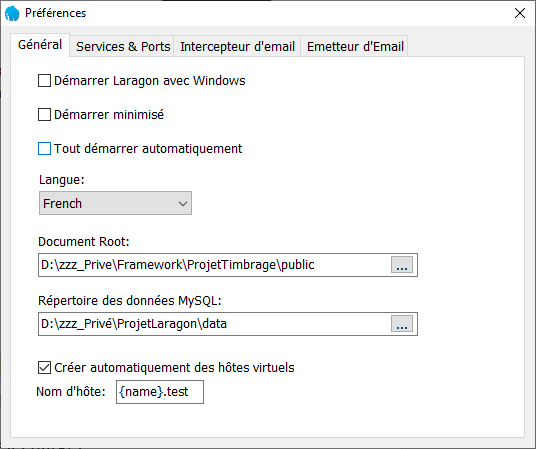 Préférences
Général Services & Ports Intercepteur d'email Emetteur d'Email
Démarrer Laragon avec Windows
Démarrer minimisé
Tout démarrer automatiquement
Langue:
French
Document Root:
D:\zzz_Prive\Framework\ProjetTimbrage\public ...
Répertoire des données MySQL:
D:\zzz_Privé\ProjetLaragon\data ...
Créer automatiquement des hôtes virtuels
Nom d'hôte: {name}.test